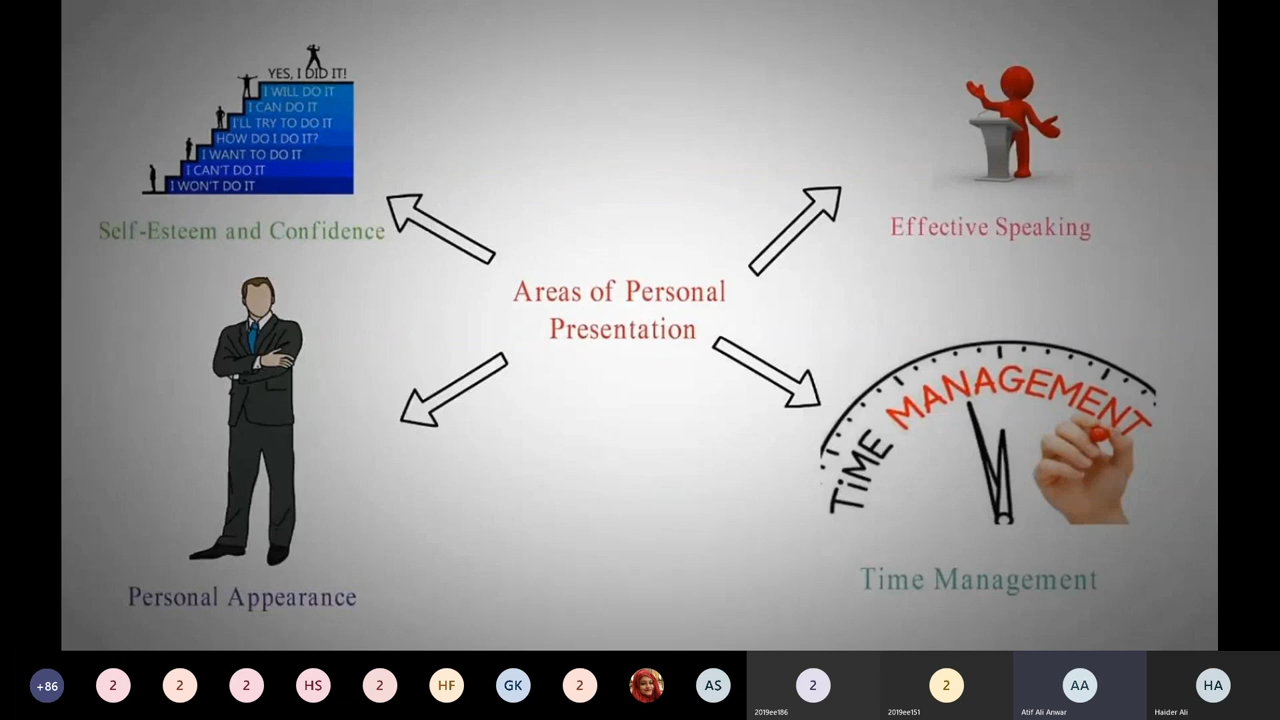 YES, I DID IT!
I WILL DO IT
I CAN DO IT
I'LL TRY TO DO IT
HOW DO I DO IT?
I WANT TO DO IT
I CAN'T DO IT
I WON'T DO IT
Self-Esteem and Confidence
Effective Speaking
Areas of Personal
Presentation
TiME MANAGEMENT
Personal Appearance
Time Management
+86
2
2
2
HS
2
HF
GK
2
AS
2
2019ee186
2
2019ee151
AA
Atif Ali Anwar
HA
Haider Ali